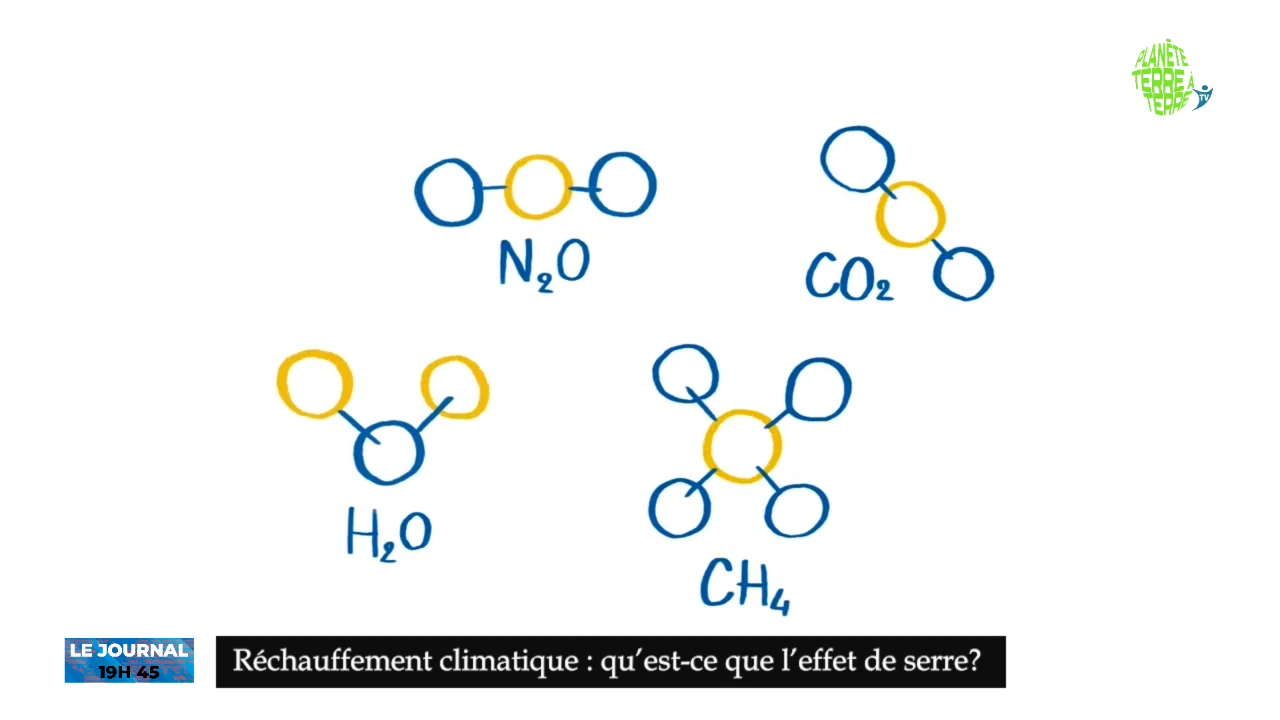 PLANÈTE
TERRE À
TERRE
TV
N₂O
CO₂
H₂O
CH₄
LE JOURNAL
19H 45
Réchauffement climatique : qu’est-ce que l’effet de serre?